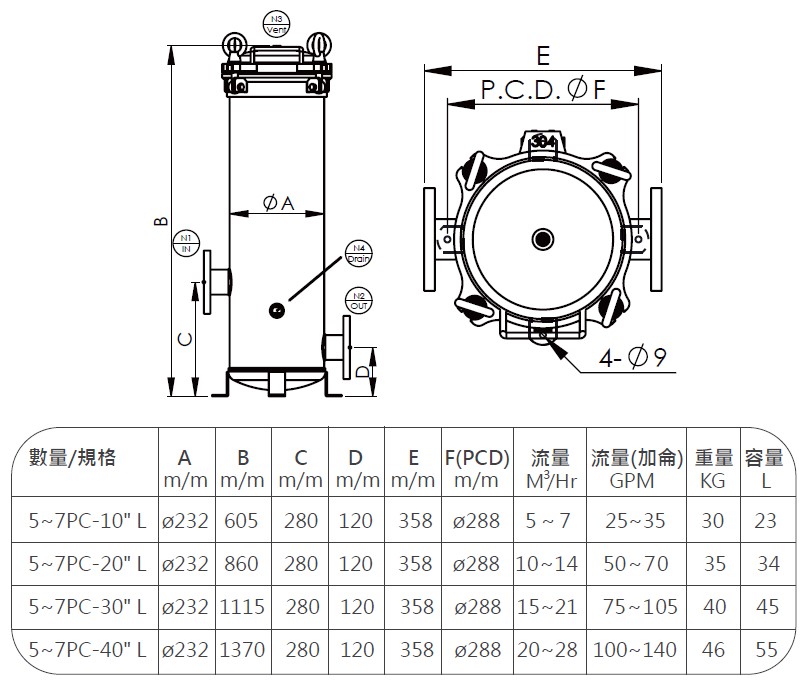 N3
Vent
E
P.C.D. ØF
304
ØA
B
N1
IN
N4
Drain
N2
OUT
C
D
4-Ø9
數量/規格 A m/m B m/m C m/m D m/m E m/m F(PCD) m/m 流量 M³/Hr 流量(加侖) GPM 重量 KG 容量 L
5~7PC-10" L ø232 605 280 120 358 ø288 5~7 25~35 30 23
5~7PC-20" L ø232 860 280 120 358 ø288 10~14 50~70 35 34
5~7PC-30" L ø232 1115 280 120 358 ø288 15~21 75~105 40 45
5~7PC-40" L ø232 1370 280 120 358 ø288 20~28 100~140 46 55